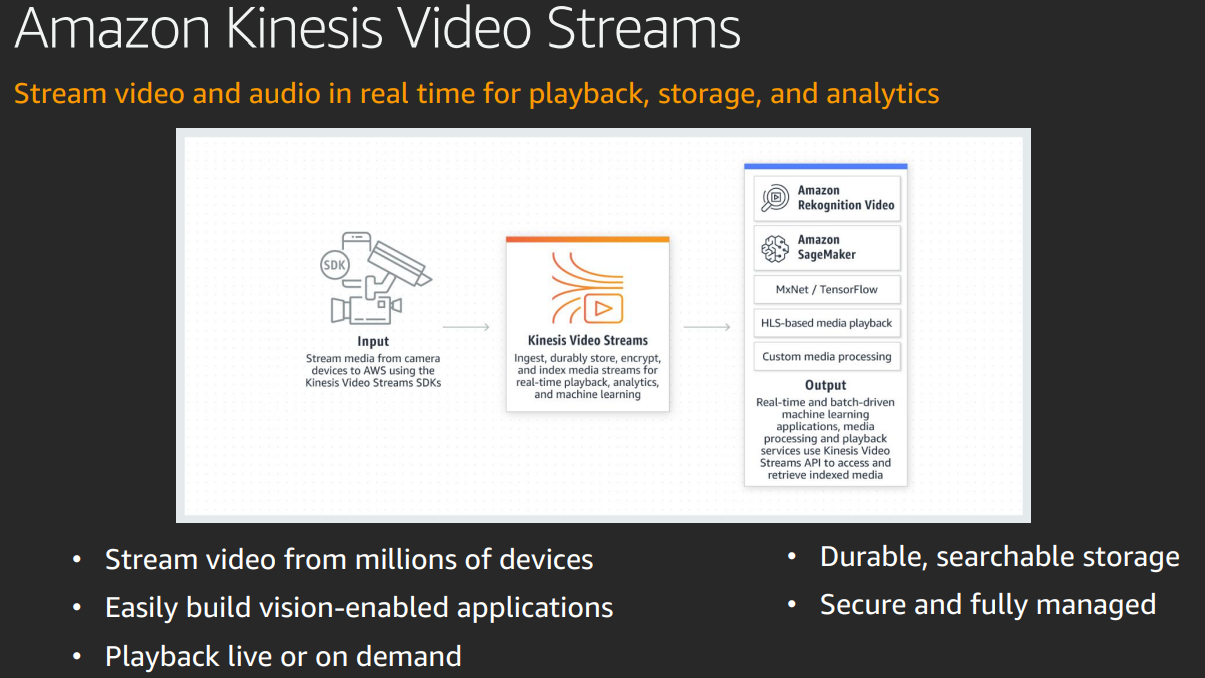 Amazon Kinesis Video Streams
Stream video and audio in real time for playback, storage, and analytics
SDK
Input
Stream media from camera
devices to AWS using the
Kinesis Video Streams SDKs
Kinesis Video Streams
Ingest, durably store, encrypt,
and index media streams for
real-time playback, analytics,
and machine learning
Amazon
Rekognition Video
Amazon
SageMaker
MxNet / TensorFlow
HLS-based media playback
Custom media processing
Output
Real-time and batch-driven
machine learning
applications, media
processing and playback
services use Kinesis Video
Streams API to access and
retrieve indexed media
• Stream video from millions of devices
• Easily build vision-enabled applications
• Playback live or on demand
• Durable, searchable storage
• Secure and fully managed